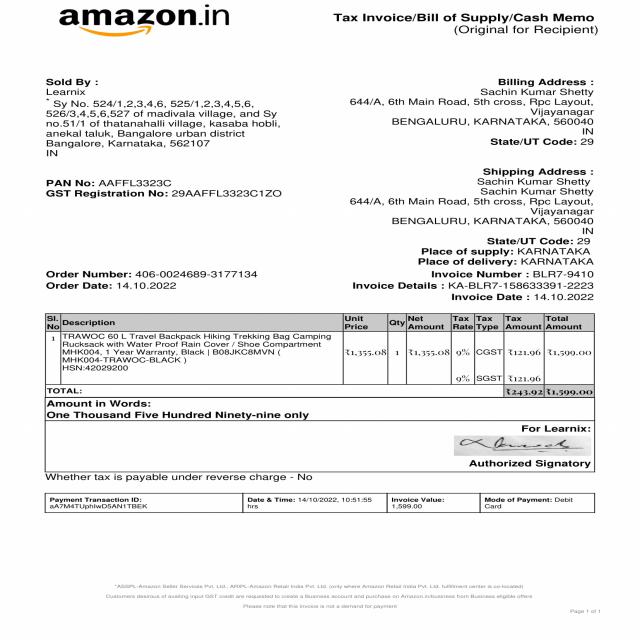 amazon.in
Tax Invoice/Bill of Supply/Cash Memo
(Original for Recipient)
Sold By :
Learnix
* Sy No. 524/1,2,3,4,6, 525/1,2,3,4,5,6,
526/3,4,5,6,527 of madivala village, and Sy
no.51/1 of thatanahalli village, kasaba hobli,
anekal taluk, Bangalore urban district
Bangalore, Karnataka, 562107
IN
Billing Address :
Sachin Kumar Shetty
644/A, 6th Main Road, 5th cross, Rpc Layout,
Vijayanagar
BENGALURU, KARNATAKA, 560040
IN
State/UT Code: 29
PAN No: AAFFL3323C
GST Registration No: 29AAFFL3323C1ZO
Shipping Address :
Sachin Kumar Shetty
Sachin Kumar Shetty
644/A, 6th Main Road, 5th cross, Rpc Layout,
Vijayanagar
BENGALURU, KARNATAKA, 560040
IN
State/UT Code: 29
Place of supply: KARNATAKA
Place of delivery: KARNATAKA
Order Number: 406-0024689-3177134
Order Date: 14.10.2022
Invoice Number : BLR7-9410
Invoice Details : KA-BLR7-158633391-2223
Invoice Date : 14.10.2022
Sl. No Description Unit Price Qty Net Amount Tax Rate Tax Type Tax Amount Total Amount
1 TRAWOC 60 L Travel Backpack Hiking Trekking Bag Camping
Rucksack with Water Proof Rain Cover / Shoe Compartment
MHK004, 1 Year Warranty, Black | B08JKC8MVN ( ₹1,355.08 1 ₹1,355.08 9% CGST ₹121.96 ₹1,599.00
MHK004-TRAWOC-BLACK )
HSN:42029200
9% SGST ₹121.96
TOTAL: ₹243.92 ₹1,599.00
Amount in Words:
One Thousand Five Hundred Ninety-nine only
For Learnix:
Authorized Signatory
Whether tax is payable under reverse charge - No
Payment Transaction ID:
aA7M4TUphIwD5AN1TBEK
Date & Time: 14/10/2022, 10:51:55
hrs
Invoice Value:
1,599.00
Mode of Payment: Debit
Card
*ASSPL-Amazon Seller Services Pvt. Ltd., ARIPL-Amazon Retail India Pvt. Ltd. (only where Amazon Retail India Pvt. Ltd. fulfillment center is co-located)
Customers desirous of availing input GST credit are requested to create a Business account and purchase on Amazon.in/business from Business eligible offers
Please note that this invoice is not a demand for payment
Page 1 of 1